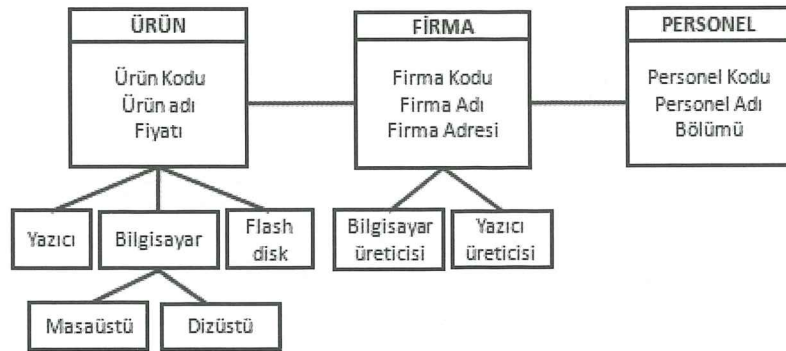 ÜRÜN
Ürün Kodu
Ürün adı
Fiyatı
FİRMA
Firma Kodu
Firma Adı
Firma Adresi
PERSONEL
Personel Kodu
Personel Adı
Bölümü
Yazıcı
Bilgisayar
Flash
disk
Bilgisayar
üreticisi
Yazıcı
üreticisi
Masaüstü
Dizüstü